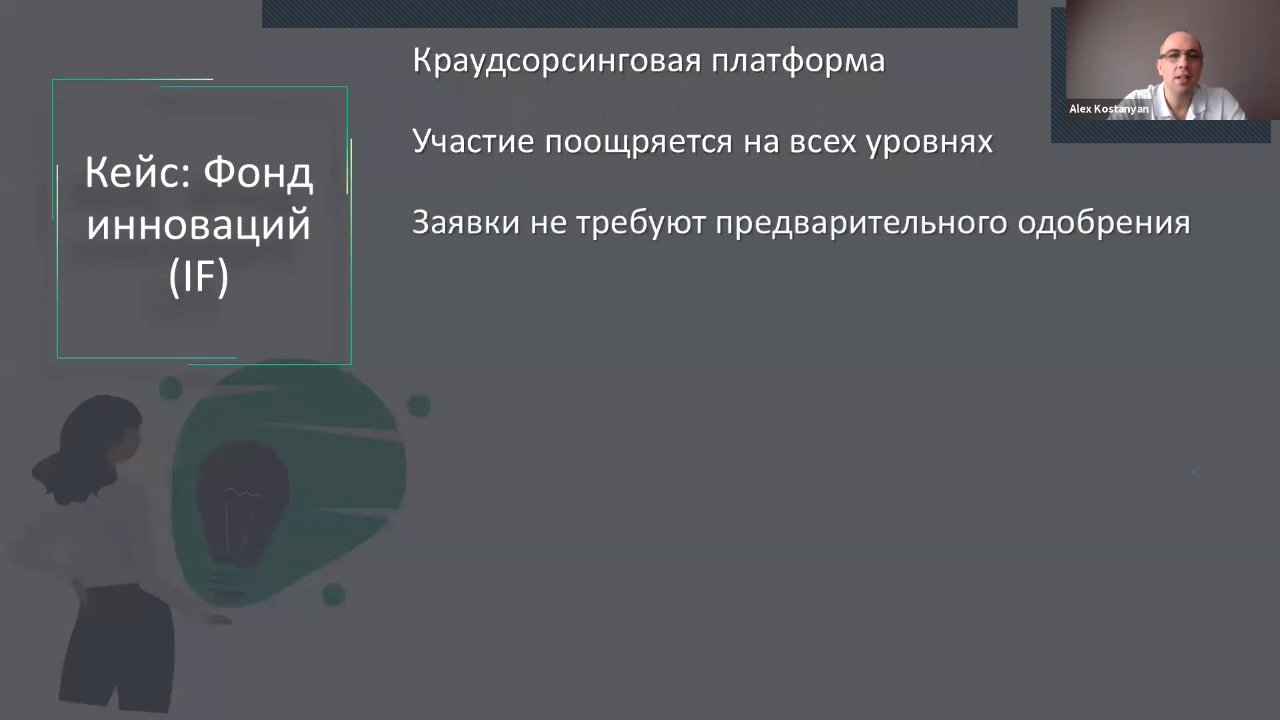 Кейс: Фонд
инноваций
(IF)
Краудсорсинговая платформа
Участие поощряется на всех уровнях
Заявки не требуют предварительного одобрения
Alex Kostanyan